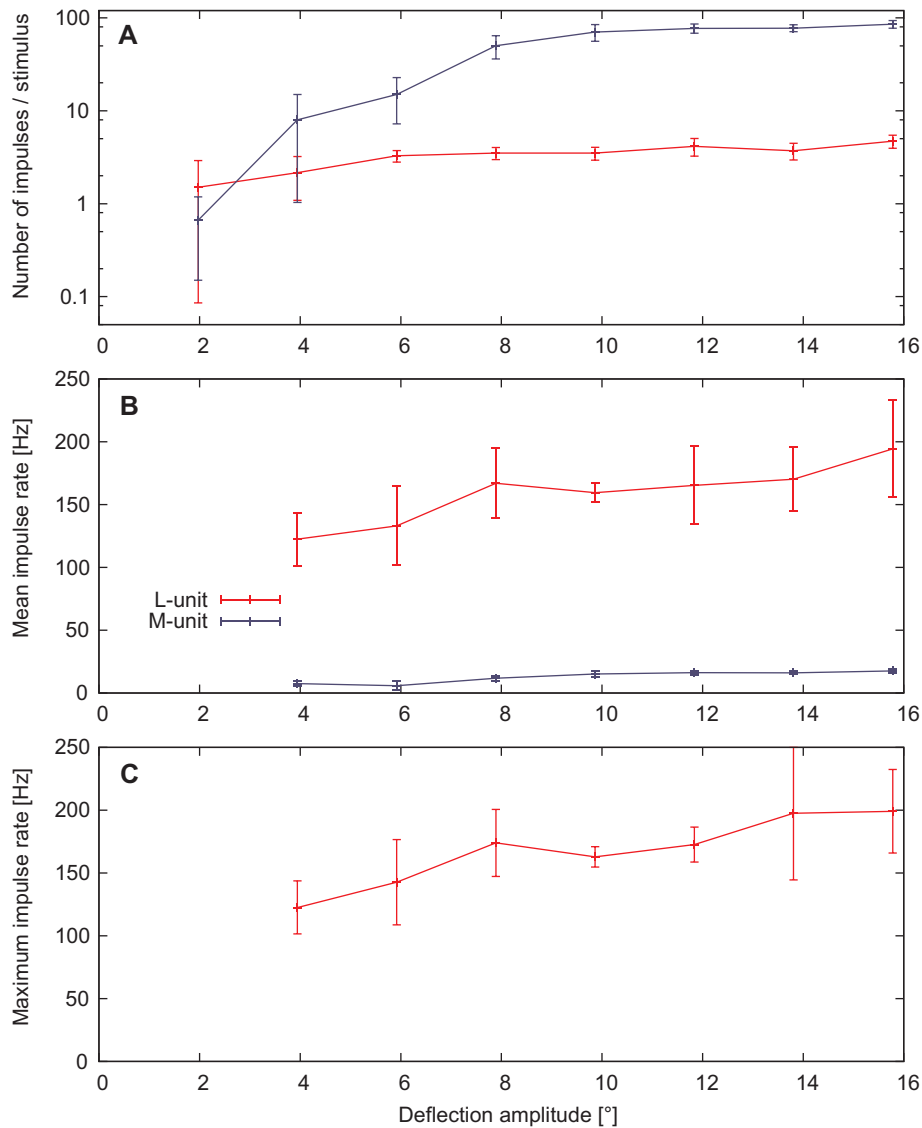 A
Number of impulses / stimulus
100
10
1
0.1
0 2 4 6 8 10 12 14 16
B
Mean impulse rate [Hz]
250
200
150
100
50
0
L-unit
M-unit
0 2 4 6 8 10 12 14 16
C
Maximum impulse rate [Hz]
250
200
150
100
50
0
0 2 4 6 8 10 12 14 16
Deflection amplitude [°]